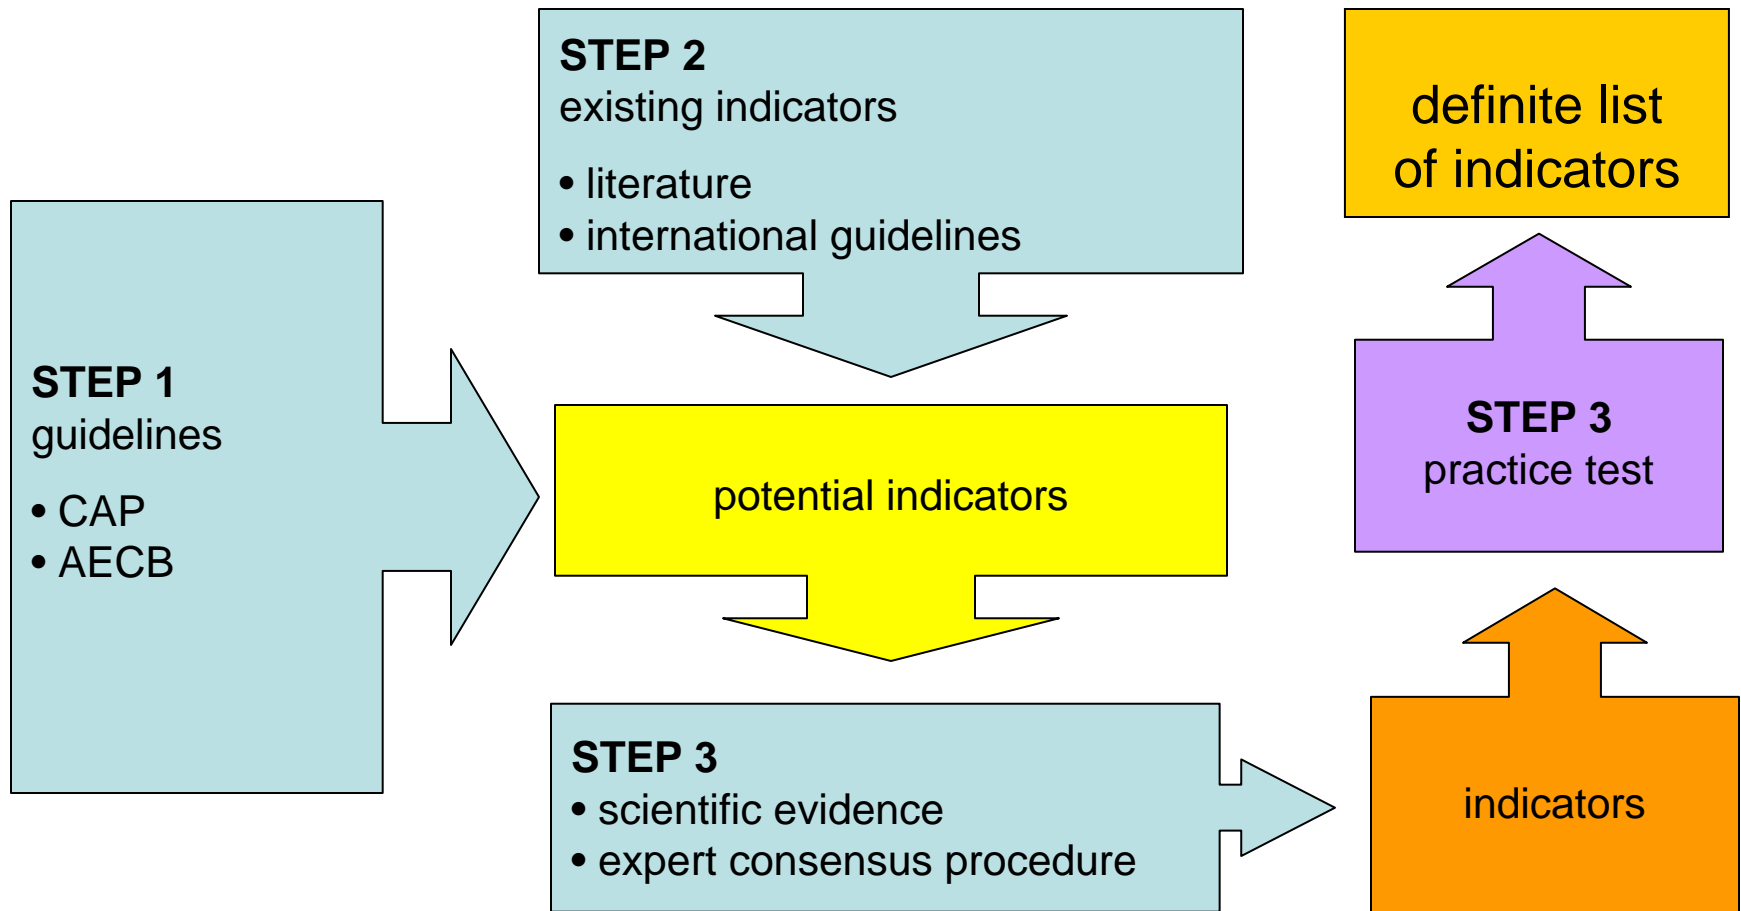 STEP 1
guidelines
• CAP
• AECB
STEP 2
existing indicators
• literature
• international guidelines
potential indicators
STEP 3
• scientific evidence
• expert consensus procedure
indicators
STEP 3
practice test
definite list
of indicators